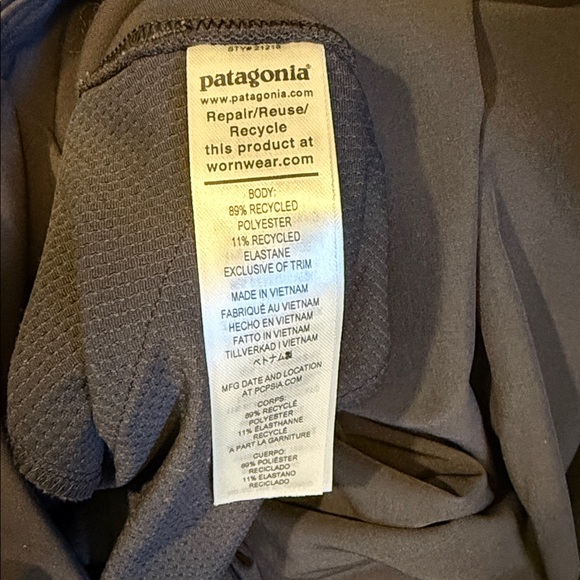 STY# 21218
patagonia®
www.patagonia.com
Repair/Reuse/
Recycle
this product at
wornwear.com
BODY:
89% RECYCLED
POLYESTER
11% RECYCLED
ELASTANE
EXCLUSIVE OF TRIM
MADE IN VIETNAM
FABRIQUÉ AU VIETNAM
HECHO EN VIETNAM
FATTO IN VIETNAM
TILLVERKAD I VIETNAM
ベトナム製
MFG DATE AND LOCATION
AT PCPSIA.COM
CORPS:
89% RECYCLÉ
POLYESTER
11% ÉLASTHANNE
RECYCLÉ
A PART LA GARNITURE
CUERPO:
89% POLIÉSTER
RECICLADO
11% ELASTANO
RECICLADO